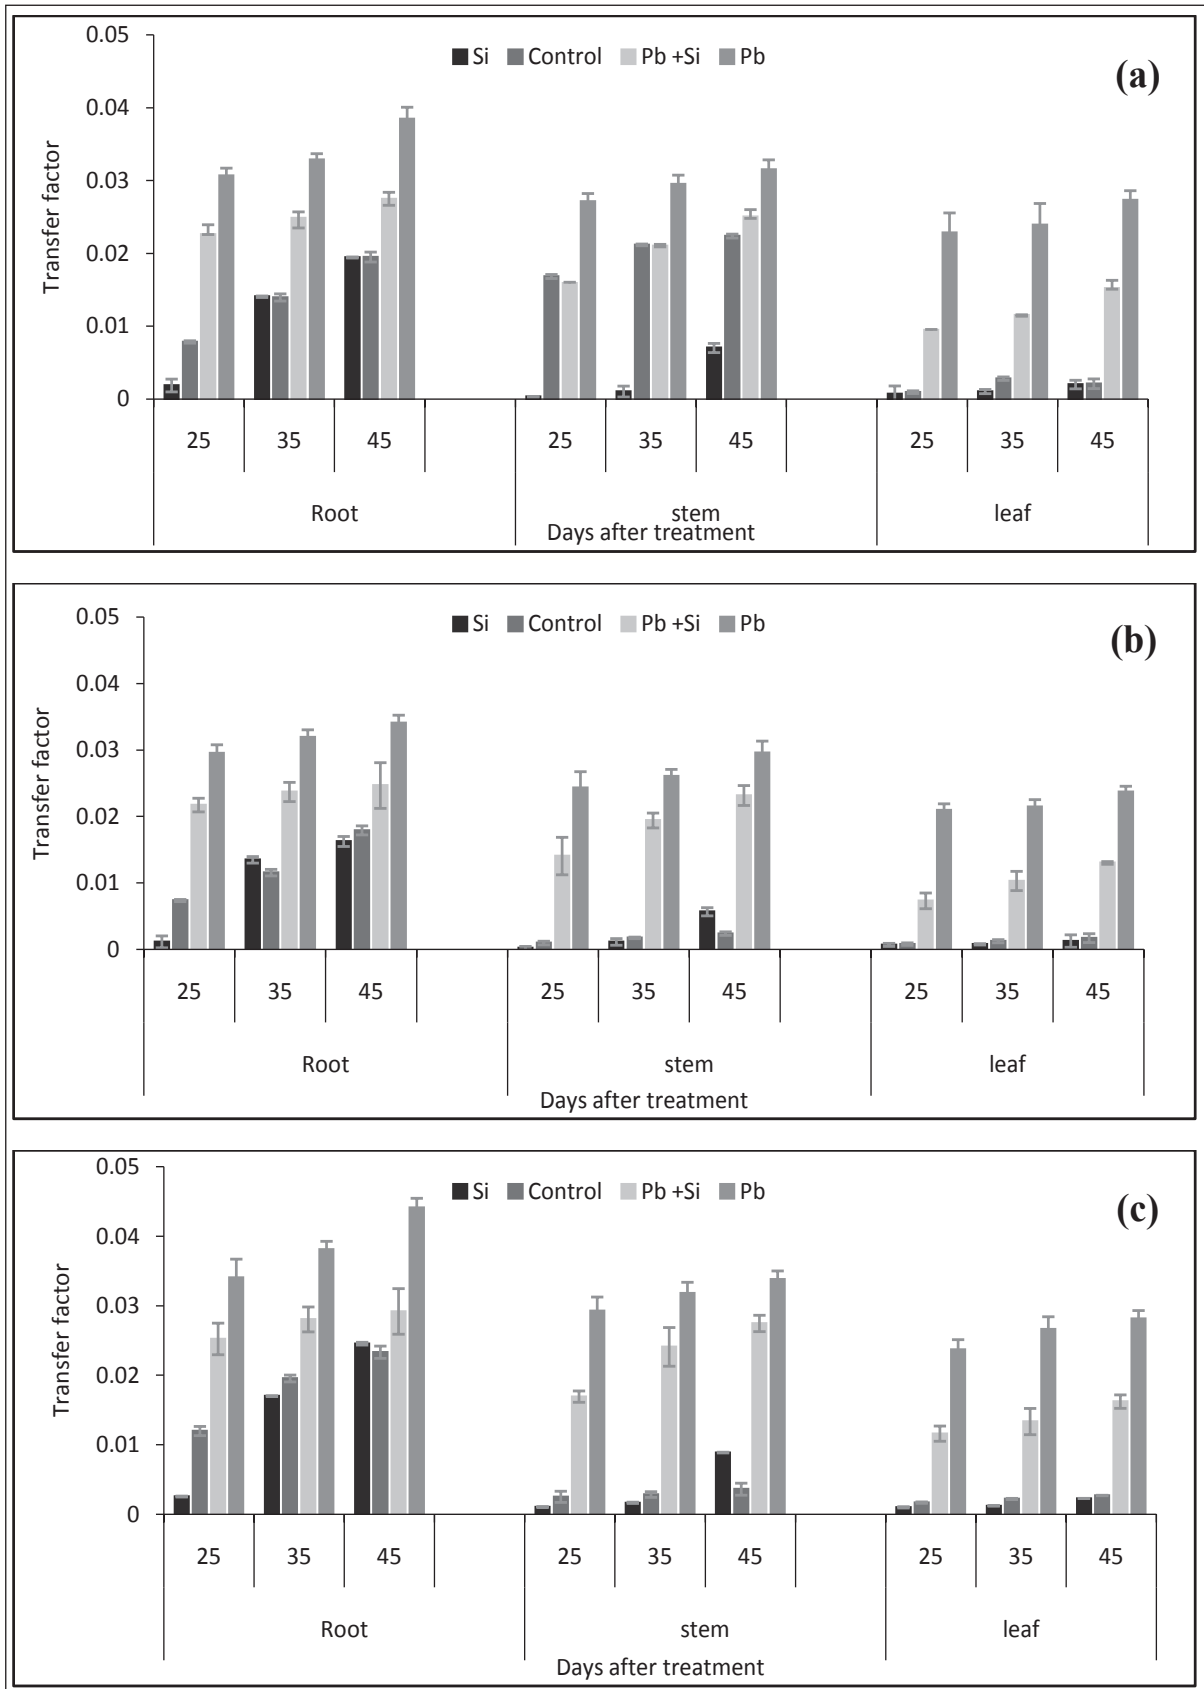 0.05
Si Control Pb +Si Pb
(a)
0.04
0.03
0.02
0.01
0
Transfer factor
25 35 45 25 35 45 25 35 45
Root stem leaf
Days after treatment
0.05
Si Control Pb +Si Pb
(b)
0.04
0.03
0.02
0.01
0
Transfer factor
25 35 45 25 35 45 25 35 45
Root stem leaf
Days after treatment
0.05
Si Control Pb +Si Pb
(c)
0.04
0.03
0.02
0.01
0
Transfer factor
25 35 45 25 35 45 25 35 45
Root stem leaf
Days after treatment